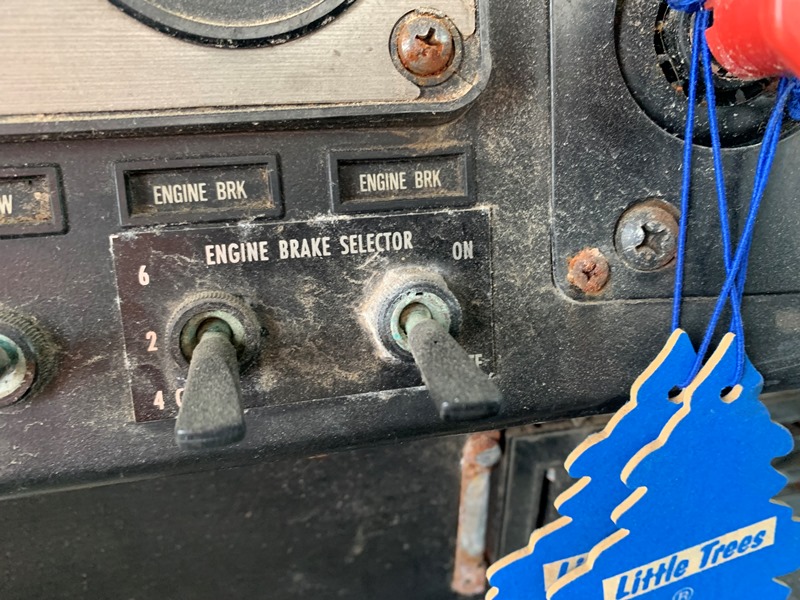 W
ENGINE BRK
ENGINE BRK
ENGINE BRAKE SELECTOR
ON
6
2
4
Little Trees
®